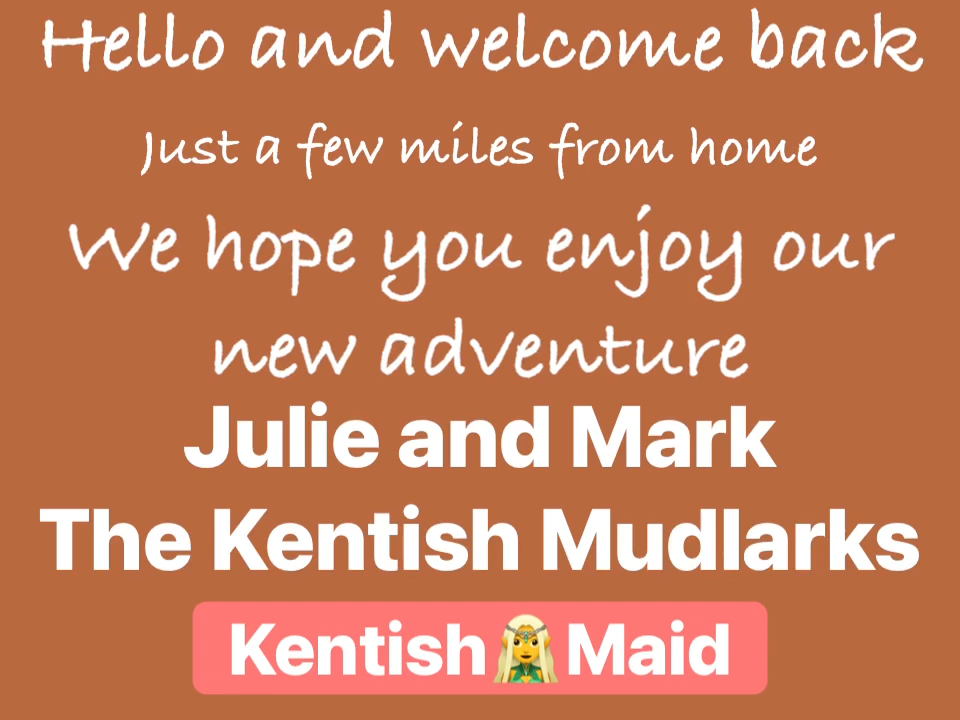 Hello and welcome back
Just a few miles from home
We hope you enjoy our
new adventure
Julie and Mark
The Kentish Mudlarks
Kentish🧝‍♀️Maid